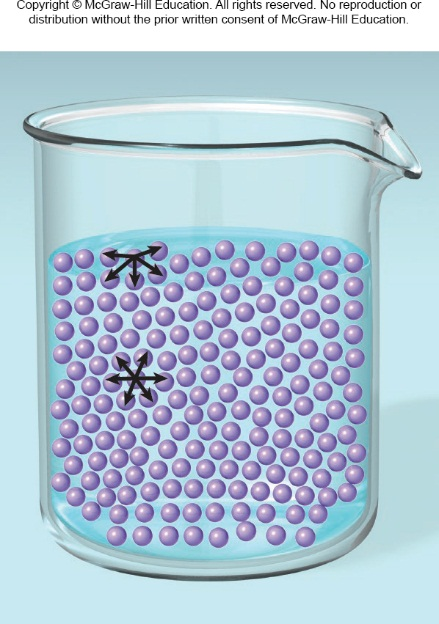 Copyright © McGraw-Hill Education. All rights reserved. No reproduction or
distribution without the prior written consent of McGraw-Hill Education.